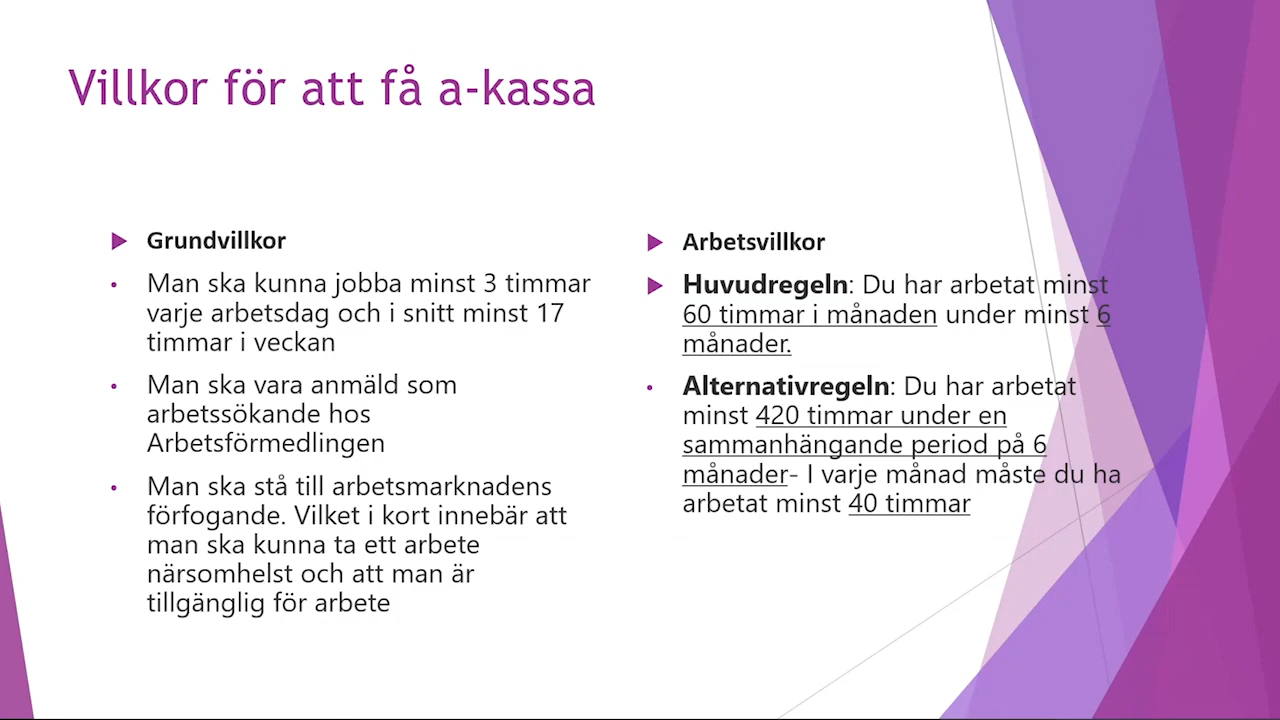 Villkor för att få a-kassa
Grundvillkor
Man ska kunna jobba minst 3 timmar
varje arbetsdag och i snitt minst 17
timmar i veckan
Man ska vara anmäld som
arbetssökande hos
Arbetsförmedlingen
Man ska stå till arbetsmarknadens
förfogande. Vilket i kort innebär att
man ska kunna ta ett arbete
närsomhelst och att man är
tillgänglig för arbete
Arbetsvillkor
Huvudregeln: Du har arbetat minst
60 timmar i månaden under minst 6
månader.
Alternativregeln: Du har arbetat
minst 420 timmar under en
sammanhängande period på 6
månader- I varje månad måste du ha
arbetat minst 40 timmar